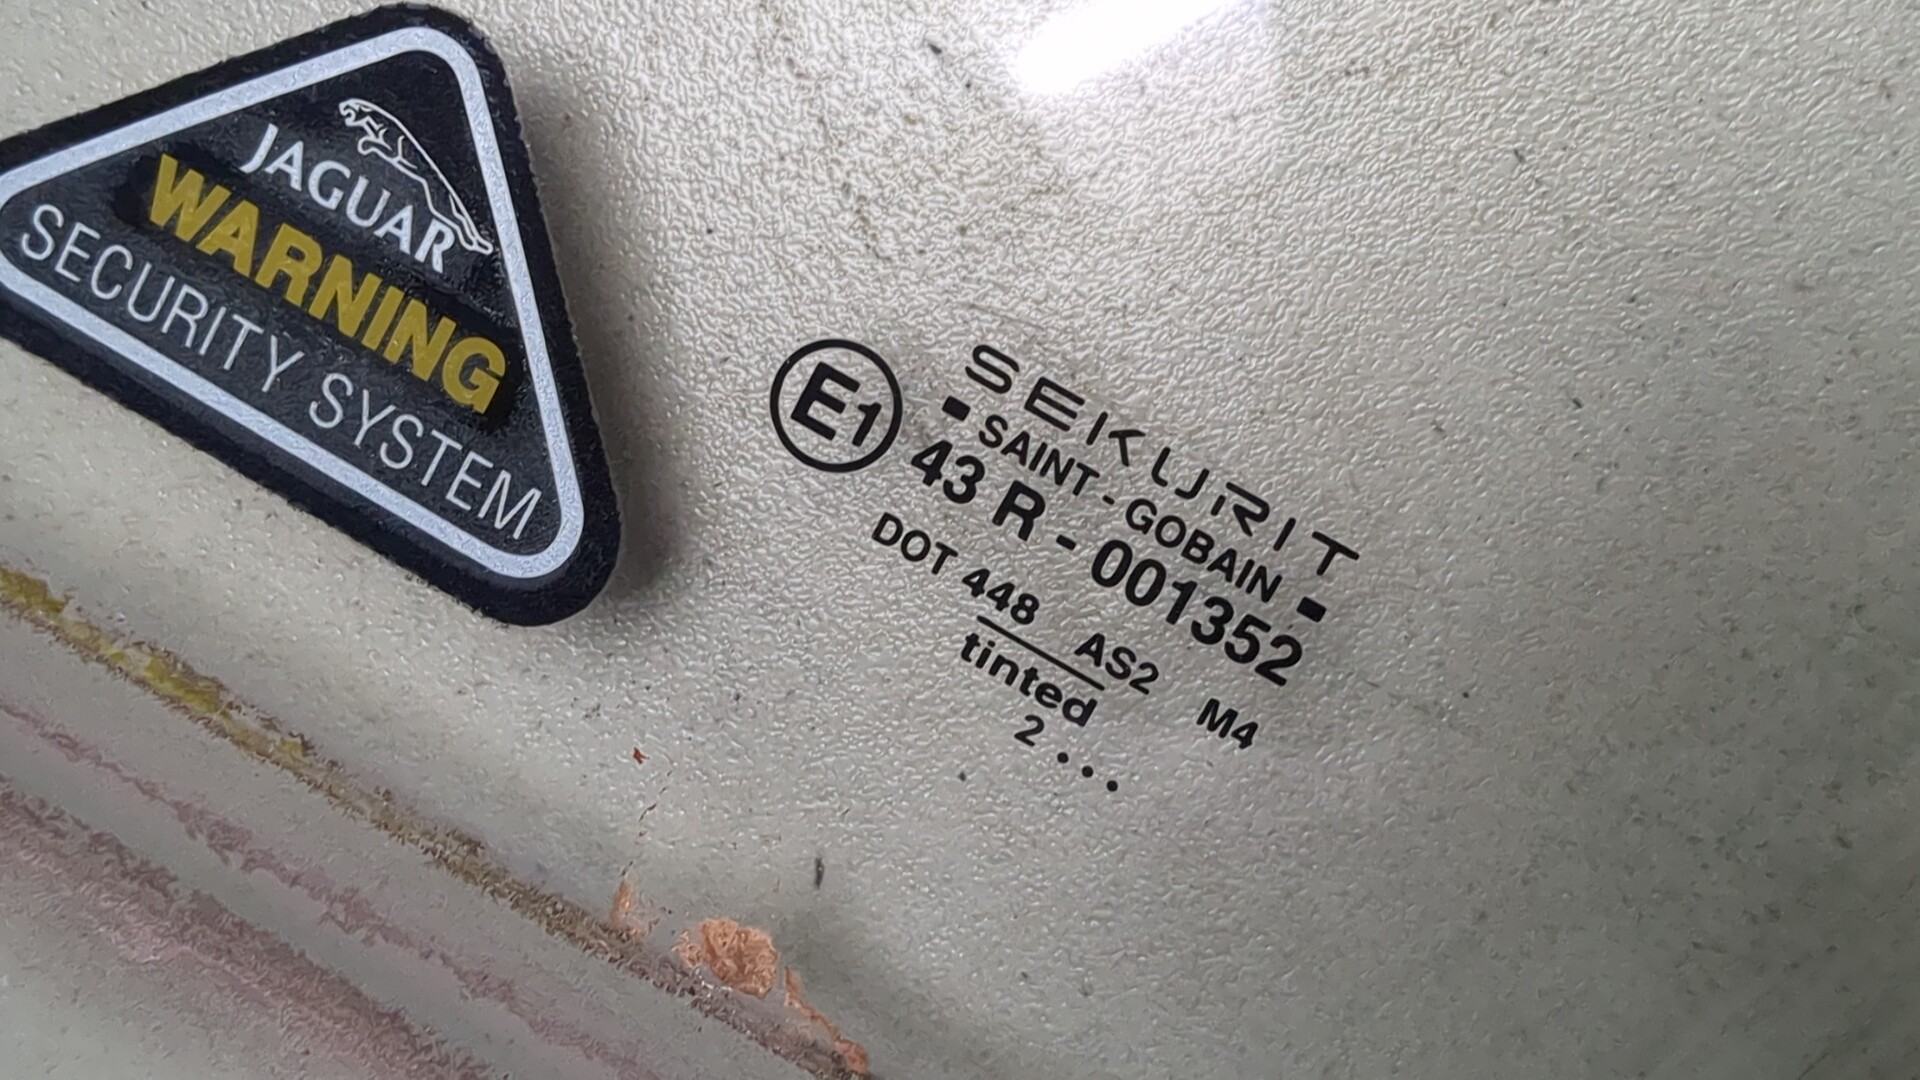 JAGUAR
WARNING
SECURITY SYSTEM
E1
SEKURIT
SAINT-GOBAIN
43 R - 001352
DOT 448 AS2 M4
tinted
2 •••